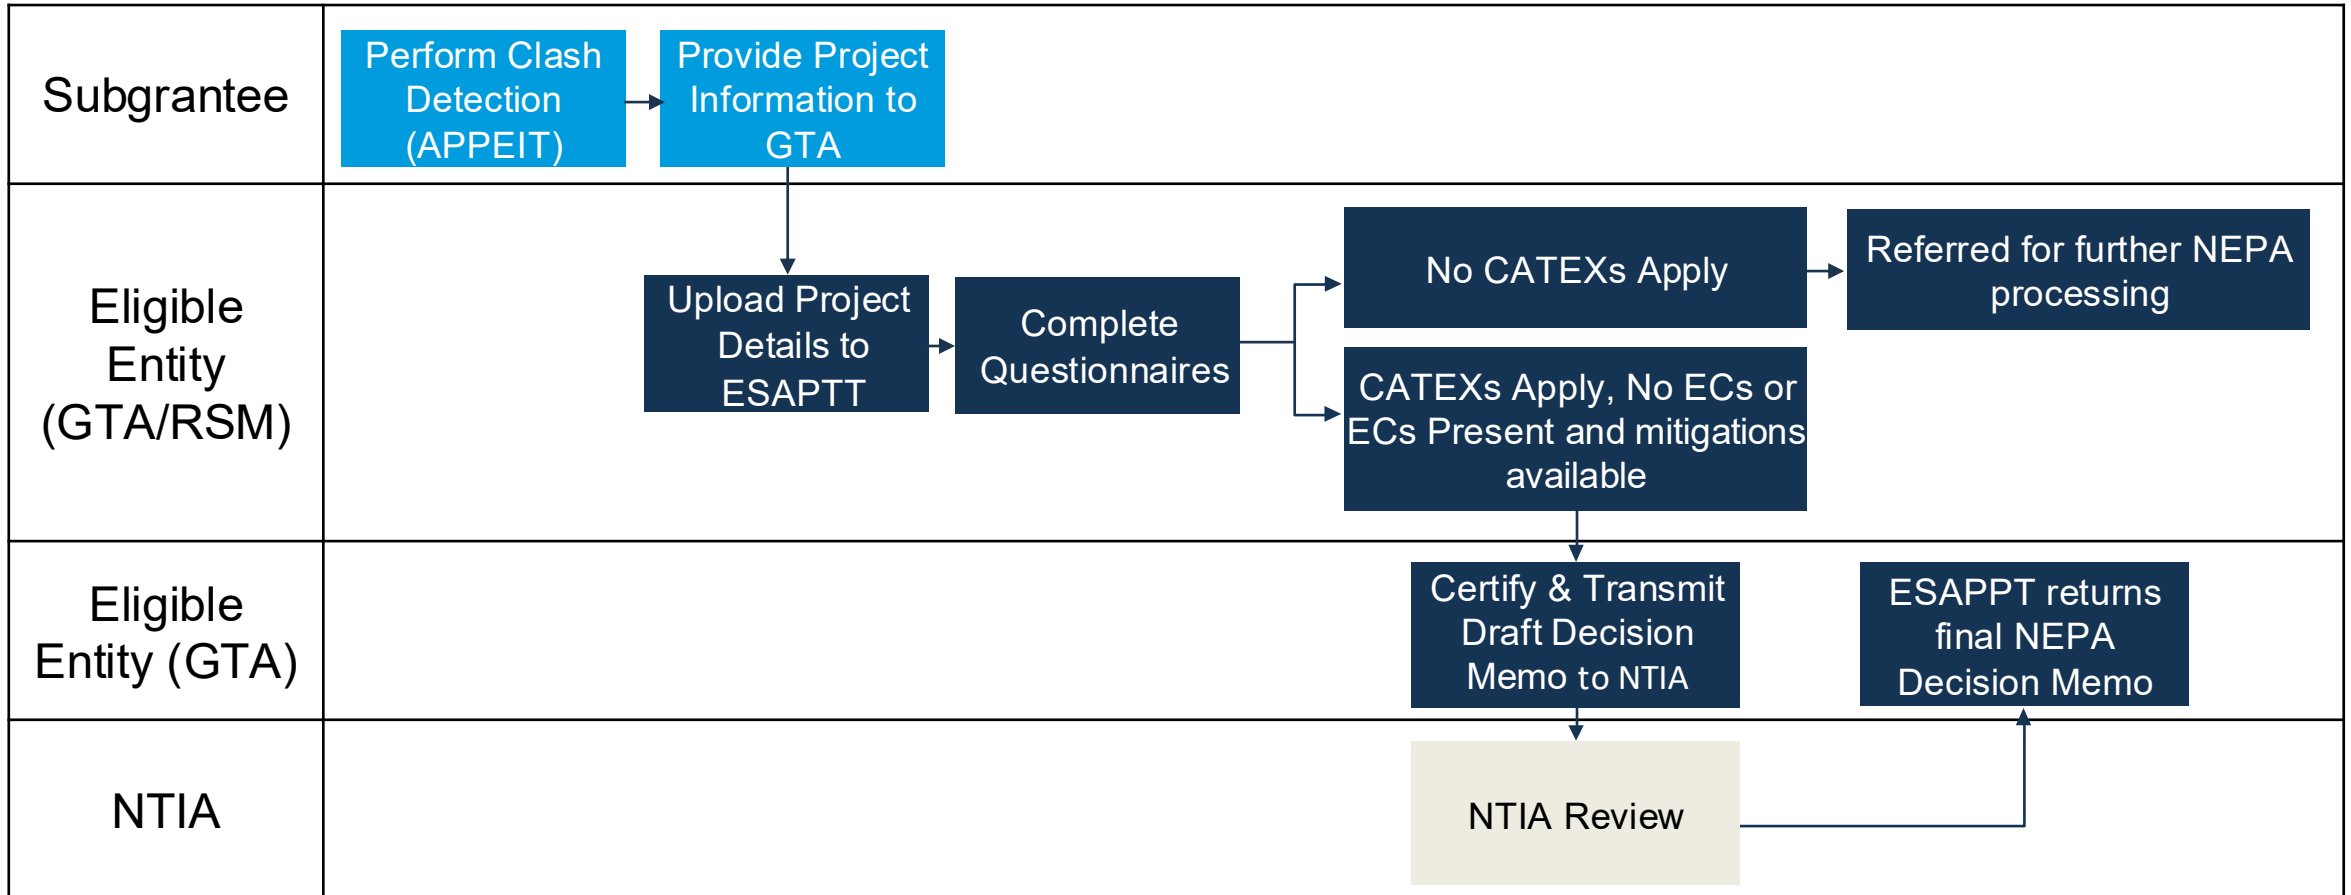 Subgrantee
Perform Clash
Detection
(APPEIT)
Provide Project
Information to
GTA
Eligible
Entity
(GTA/RSM)
Upload Project
Details to
ESAPTT
Complete
Questionnaires
No CATEXs Apply
Referred for further NEPA
processing
CATEXs Apply, No ECs or
ECs Present and mitigations
available
Eligible
Entity (GTA)
Certify & Transmit
Draft Decision
Memo to NTIA
ESAPPT returns
final NEPA
Decision Memo
NTIA
NTIA Review